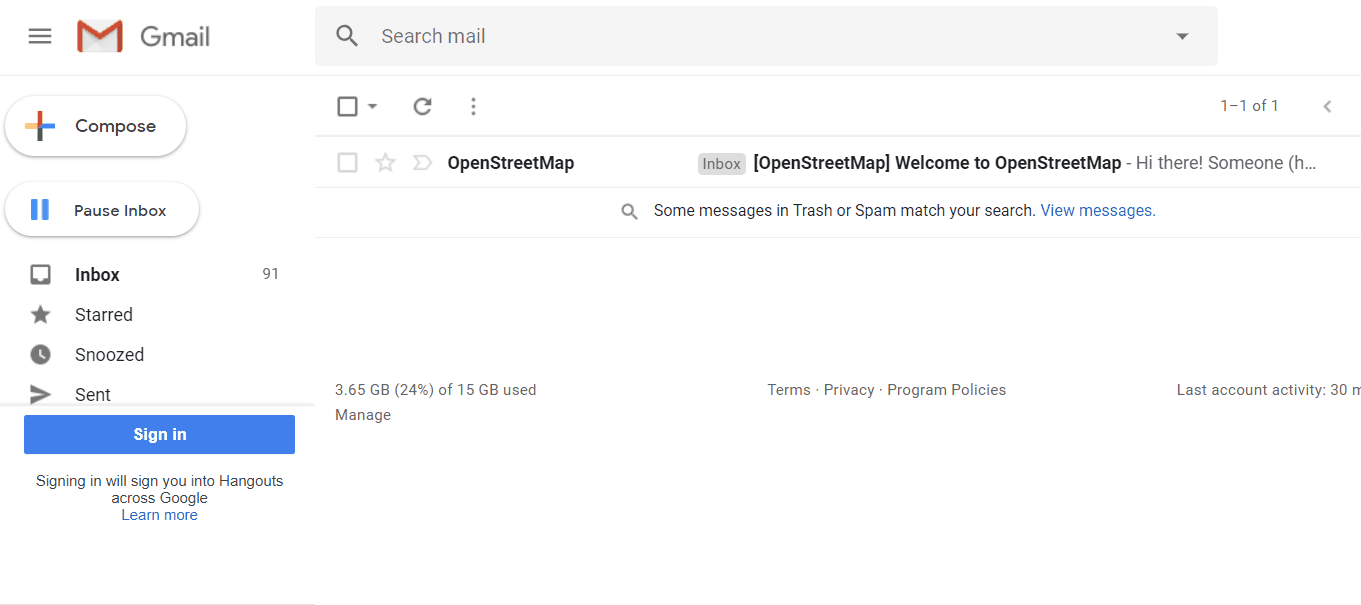 Gmail
Search mail
Compose
1–1 of 1
OpenStreetMap Inbox [OpenStreetMap] Welcome to OpenStreetMap - Hi there! Someone (h...
Pause Inbox
Some messages in Trash or Spam match your search. View messages.
Inbox 91
Starred
Snoozed
Sent
3.65 GB (24%) of 15 GB used
Manage
Terms · Privacy · Program Policies
Last account activity: 30 m
Sign in
Signing in will sign you into Hangouts
across Google
Learn more